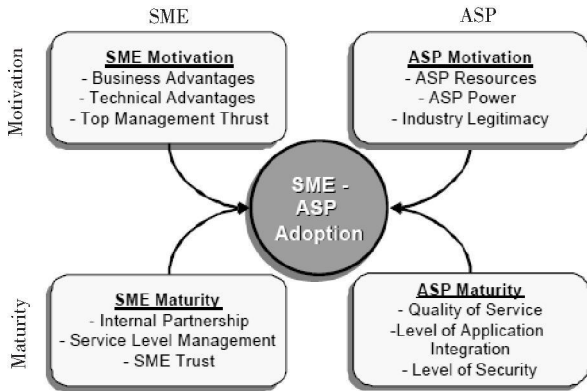 SME
ASP
Motivation
SME Motivation
- Business Advantages
- Technical Advantages
- Top Management Thrust
ASP Motivation
- ASP Resources
- ASP Power
- Industry Legitimacy
SME -
ASP
Adoption
Maturity
SME Maturity
- Internal Partnership
- Service Level Management
- SME Trust
ASP Maturity
- Quality of Service
-Level of Application
Integration
- Level of Security